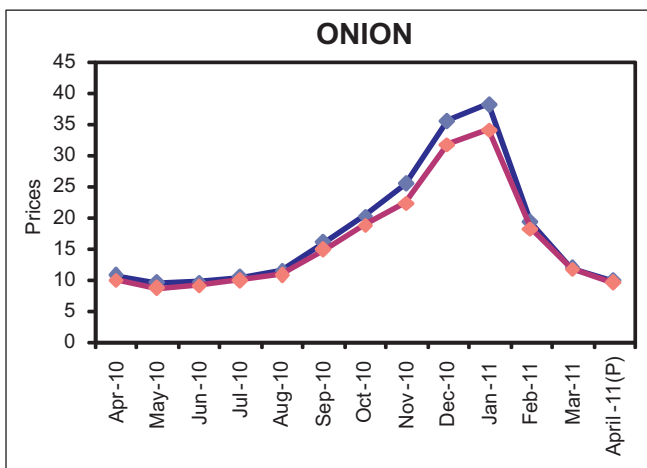 ONION
45
40
35
30
25
20
15
10
5
0
Prices
Apr-10
May-10
Jun-10
Jul-10
Aug-10
Sep-10
Oct-10
Nov-10
Dec-10
Jan-11
Feb-11
Mar-11
April -11(P)